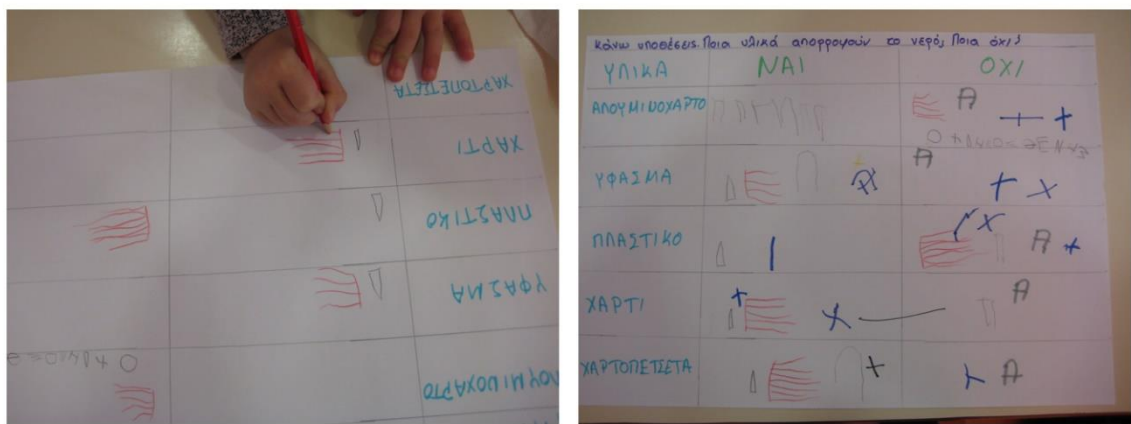 ΧΑΡΤΟΠΕΤΣΕΤΑ
ΧΑΡΤΙ
ΠΛΑΣΤΙΚΟ
ΥΦΑΣΜΑ
ΛΟΥΜΙΝΟΧΑΡΤΟ
Κάνω υποθέσεις. Ποια υλικά απορροφούν το νερό, Ποια όχι;
ΥΛΙΚΑ ΝΑΙ ΟΧΙ
ΑΛΟΥΜΙΝΟΧΑΡΤΟ Α
ΥΦΑΣΜΑ Α
ΠΛΑΣΤΙΚΟ Α
ΧΑΡΤΙ Α
ΧΑΡΤΟΠΕΤΣΕΤΑ Α